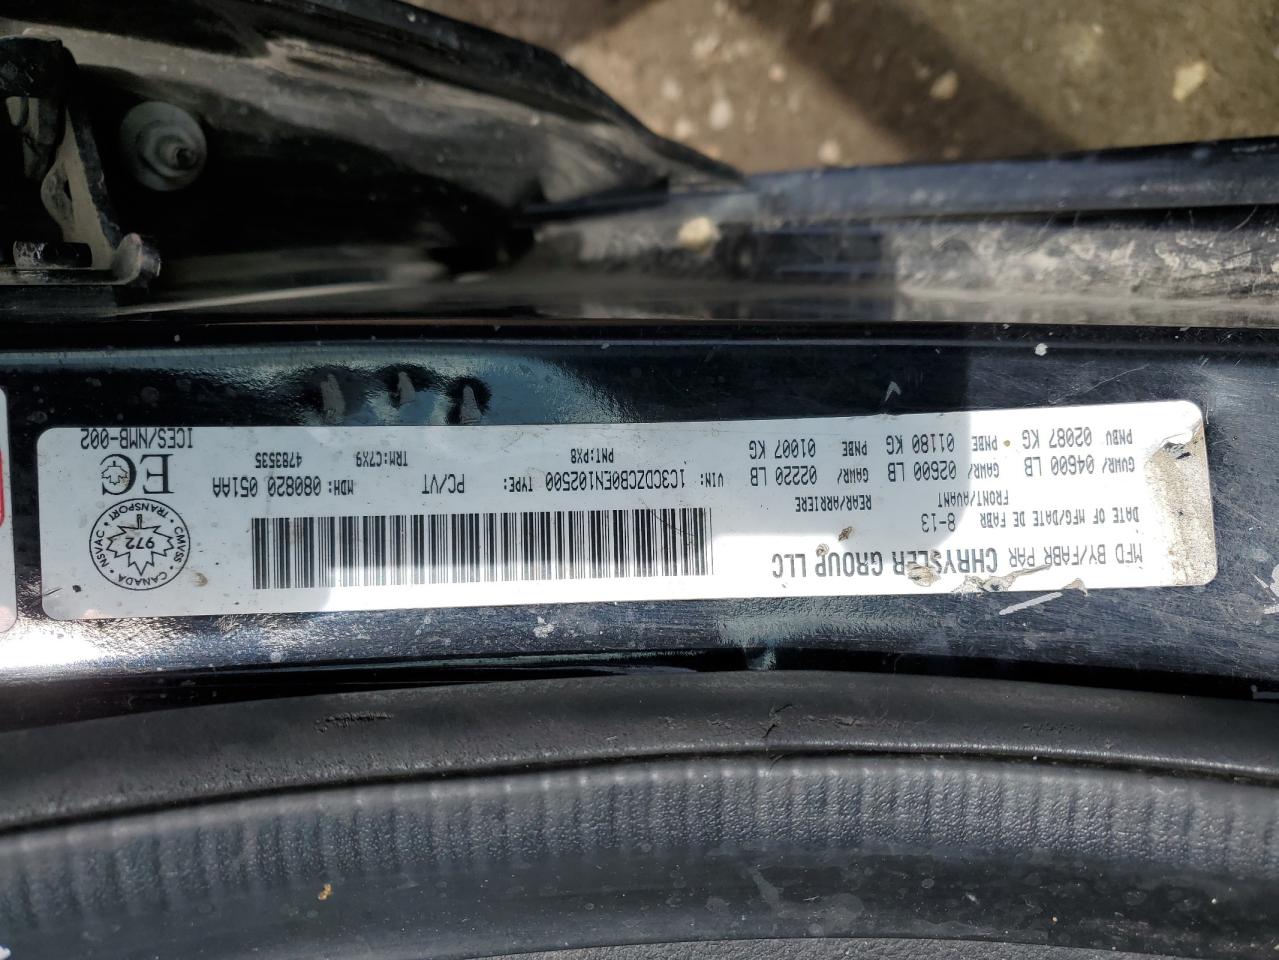 MFD BY/FABR PAR CHRYSLER GROUP LLC
DATE OF MFG/DATE DE FABR 8-13
GWHR/ FRONT/AVANT REAR/ARRIERE
PNBV GAWR/ PNBE GAWR/ PNBE
04600 LB 02600 LB 02220 LB
02087 KG 01180 KG 01007 KG
VIN: 1C3CDZCB0EN102500 TYPE: PC/VT MDH: 080820 051AA
PNT:PX8 TRM:C7X9 4783535
CANADA
CMVSS NSVAC
972
TRANSPORT
EC
ICES/NMB-002